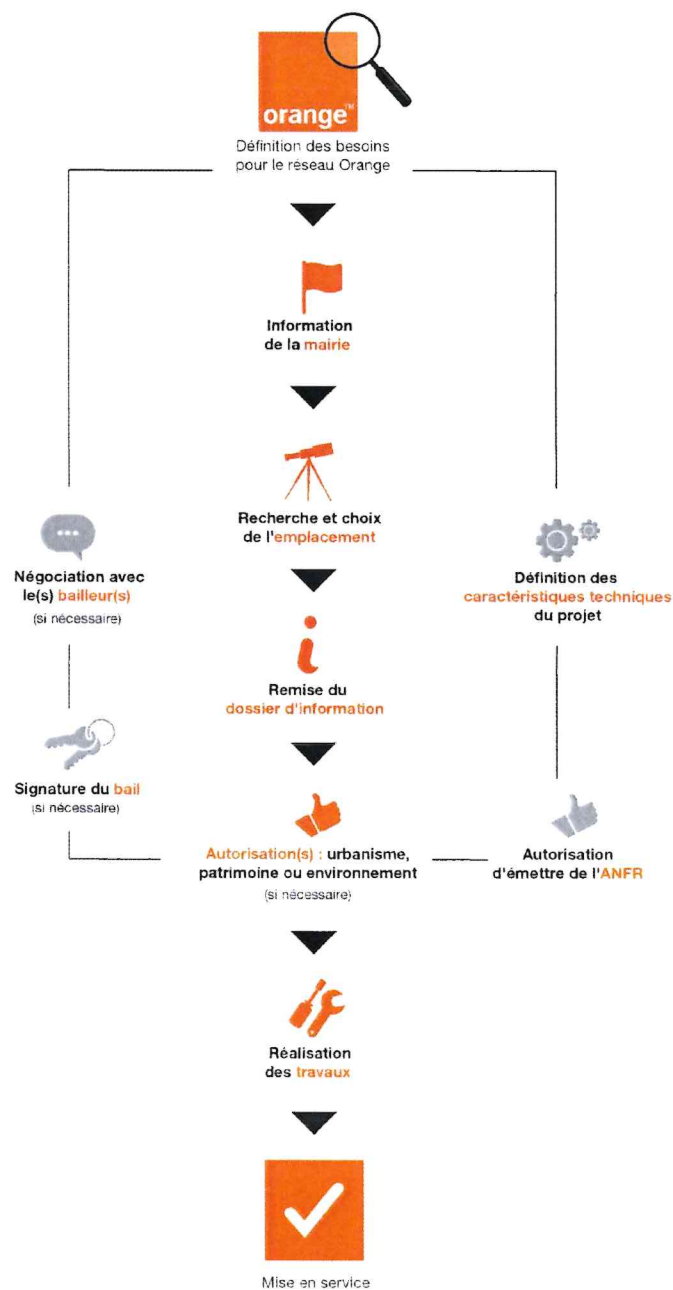 orange™
Définition des besoins
pour le réseau Orange
Information
de la mairie
Recherche et choix
de l'emplacement
Négociation avec
le(s) bailleur(s)
(si nécessaire)
Définition des
caractéristiques techniques
du projet
Remise du
dossier d'information
Signature du bail
(si nécessaire)
Autorisation(s) : urbanisme,
patrimoine ou environnement
(si nécessaire)
Autorisation
d'émettre de l'ANFR
Réalisation
des travaux
Mise en service